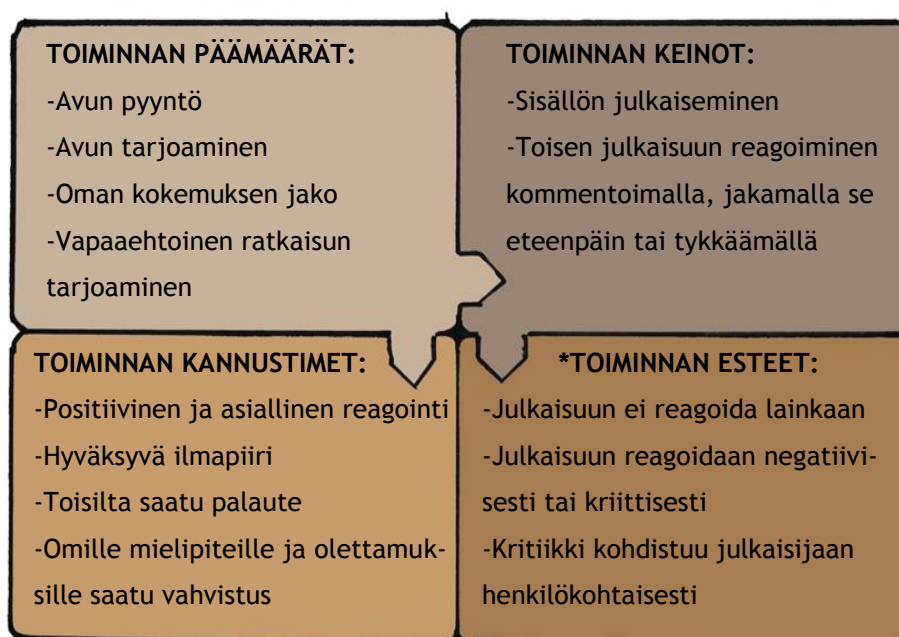 TOIMINNAN PÄÄMÄÄRÄT:
-Avun pyyntö
-Avun tarjoaminen
-Oman kokemuksen jako
-Vapaaehtoinen ratkaisun
tarjoaminen
TOIMINNAN KEINOT:
-Sisällön julkaiseminen
-Toisen julkaisuun reagoiminen
kommentoimalla, jakamalla se
eteenpäin tai tykkäämällä
TOIMINNAN KANNUSTIMET:
-Positiivinen ja asiallinen reagointi
-Hyväksyvä ilmapiiri
-Toisilta saatu palaute
-Omille mielipiteille ja olettamuk-
sille saatu vahvistus
*TOIMINNAN ESTEET:
-Julkaisuun ei reagoida lainkaan
-Julkaisuun reagoidaan negatiivi-
sesti tai kriittisesti
-Kritiikki kohdistuu julkaisijaan
henkilökohtaisesti